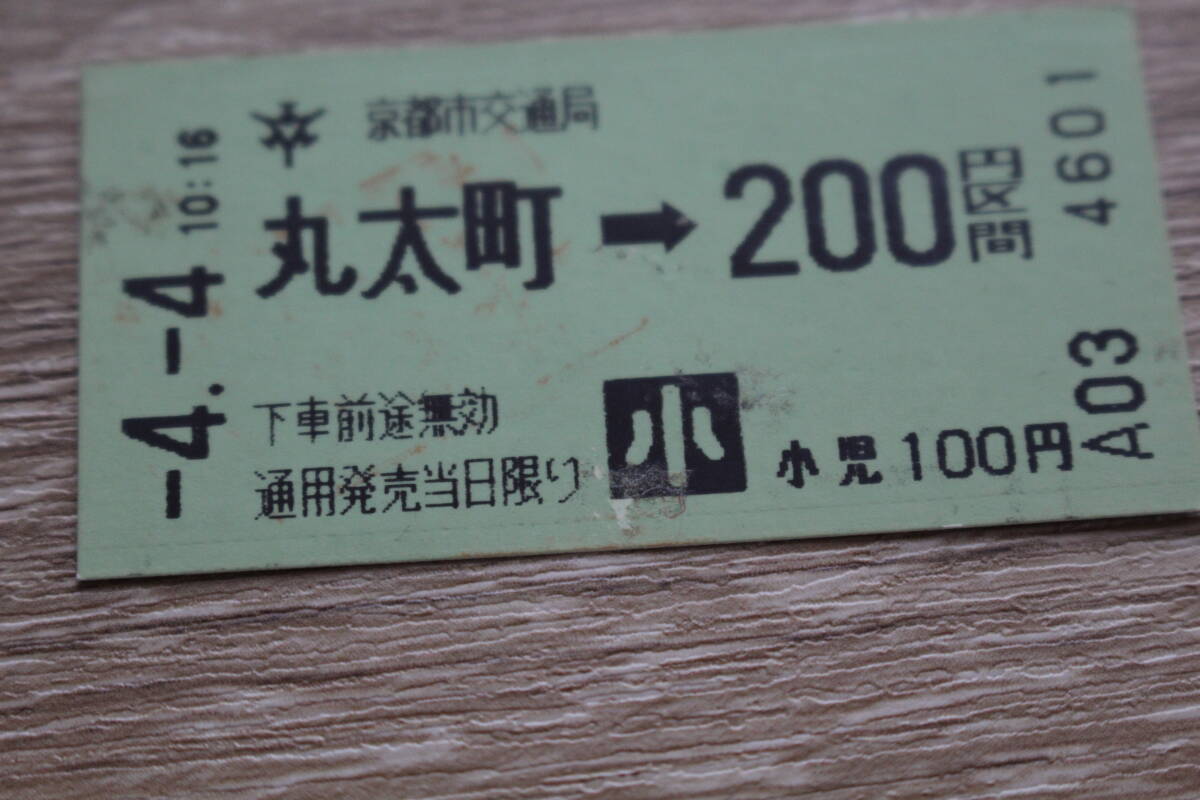 京都市交通局
丸太町➡200円区間
下車前途無効
通用発売当日限り
小
小児100円
-4.-4 10:16
A03 4601